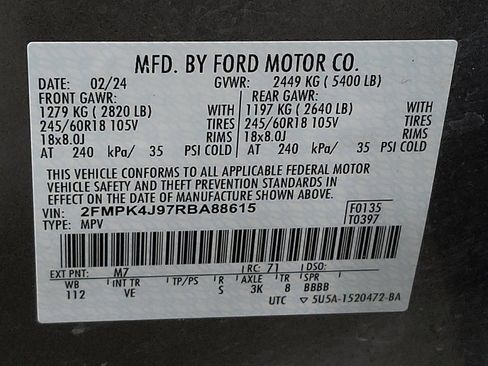 MFD. BY FORD MOTOR CO.
DATE: 02/24 GVWR: 2449 KG ( 5400 LB)
FRONT GAWR: REAR GAWR:
1279 KG ( 2820 LB) WITH 1197 KG ( 2640 LB) WITH
245/60R18 105V TIRES 245/60R18 105V TIRES
18x8.0J RIMS 18x8.0J RIMS
AT 240 kPa/ 35 PSI COLD AT 240 kPa/ 35 PSI COLD
THIS VEHICLE CONFORMS TO ALL APPLICABLE FEDERAL MOTOR
VEHICLE SAFETY AND THEFT PREVENTION STANDARDS IN
EFFECT ON THE DATE OF MANUFACTURE SHOWN ABOVE.
VIN: 2FMPK4J97RBA88615 F0135
TYPE: MPV T0397
EXT PNT: M7 RC: 71 DSO:
WB INT TR TP/PS R AXLE TR SPR
112 VE S 3K 8 BBBB
UTC ▽ 5U5A-1520472-BA